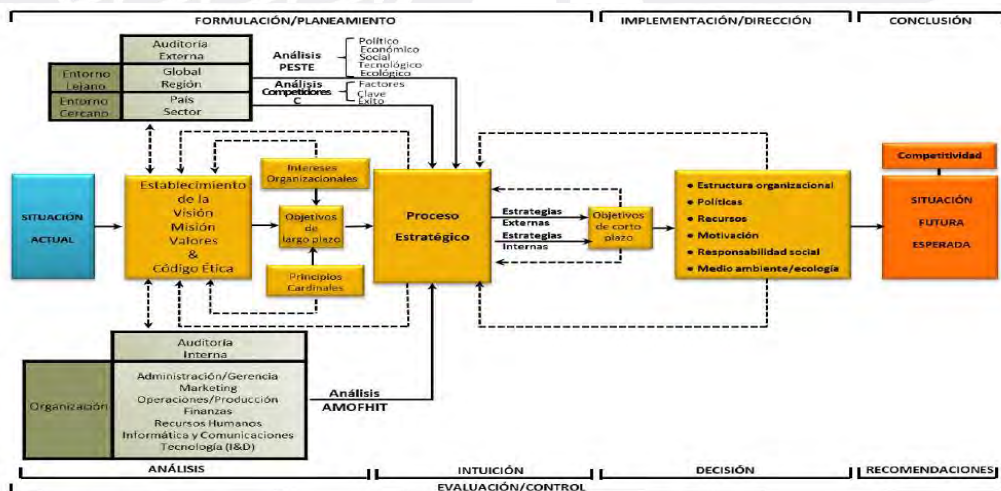 FORMULACIÓN/PLANEAMIENTO
IMPLEMENTACIÓN/DIRECCIÓN
CONCLUSIÓN
Auditoria
Externa
Entorno
Lejano
Global
Región
Entorno
Cercano
País
Sector
Análisis
PESTE
Político
Económico
Social
Tecnológico
Ecológico
Análisis
Competidores
C
Factores
Clave
Éxito
SITUACIÓN
ACTUAL
Establecimiento
de la
Visión
Misión
Valores
&
Código Ética
Intereses
Organizacionales
Objetivos
de
largo plazo
Principios
Cardinales
Proceso
Estratégico
Estrategias
Externas
Estrategias
Internas
Objetivos
de corto
plazo
• Estructura organizacional
• Políticas
• Recursos
• Motivación
• Responsabilidad social
• Medio ambiente/ecología
Competitividad
SITUACIÓN
FUTURA
ESPERADA
Auditoria
Interna
Organización
Administración/Gerencia
Marketing
Operaciones/Producción
Finanzas
Recursos Humanos
Informática y Comunicaciones
Tecnología (I&D)
Análisis
AMOFHIT
ANÁLISIS
INTUICIÓN
DECISIÓN
RECOMENDACIONES
EVALUACIÓN/CONTROL